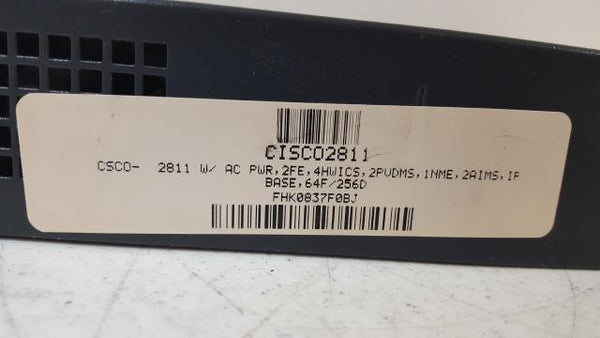 CISCO2811
CSCO- 2811 W/ AC PWR,2FE,4HWICS,2PVDMS,1NME,2AIMS,IP
BASE,64F/256D
FHK0837F0BJ